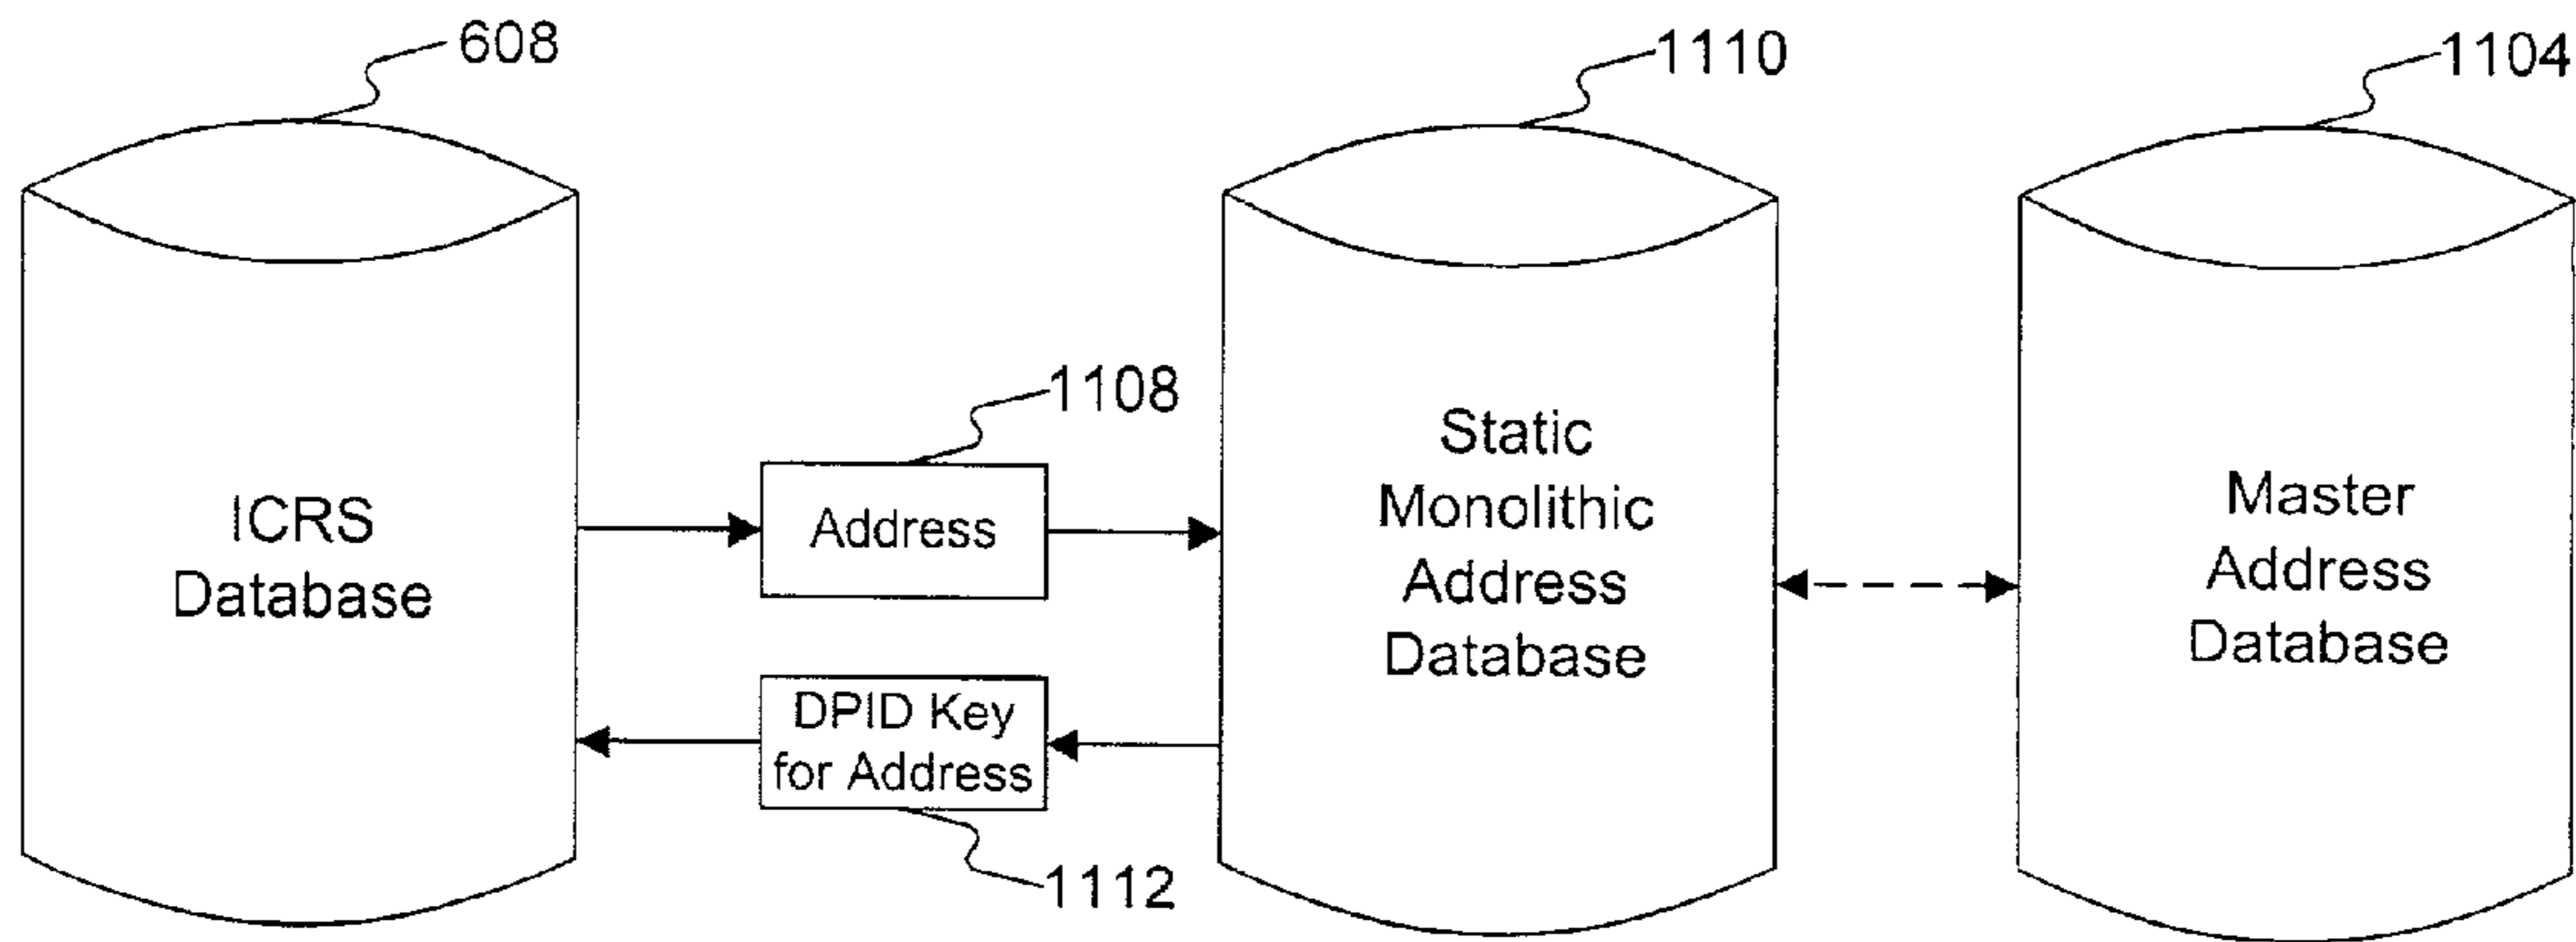 608
1110
1104
1108
ICRS
Database
Address
Static
Monolithic
Address
Database
Master
Address
Database
DPID Key
for Address
1112